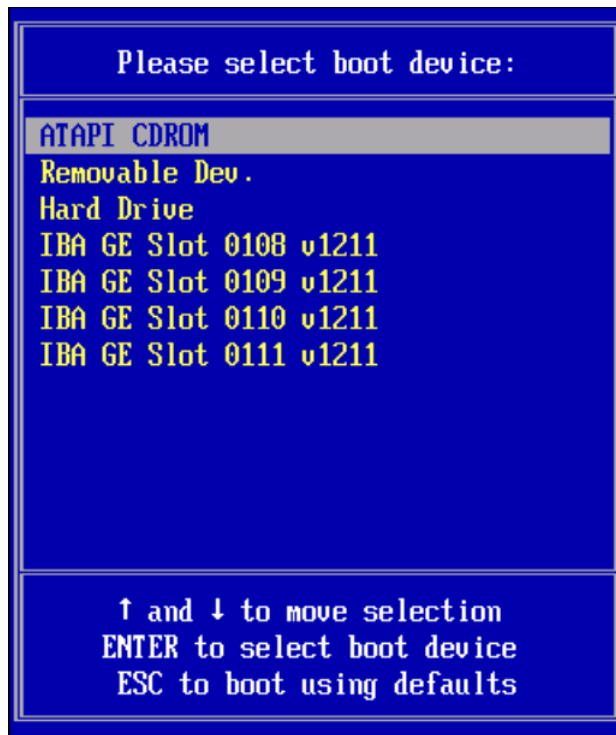 Please select boot device:
ATAPI CDROM
Removable Dev.
Hard Drive
IBA GE Slot 0108 v1211
IBA GE Slot 0109 v1211
IBA GE Slot 0110 v1211
IBA GE Slot 0111 v1211
↑ and ↓ to move selection
ENTER to select boot device
ESC to boot using defaults